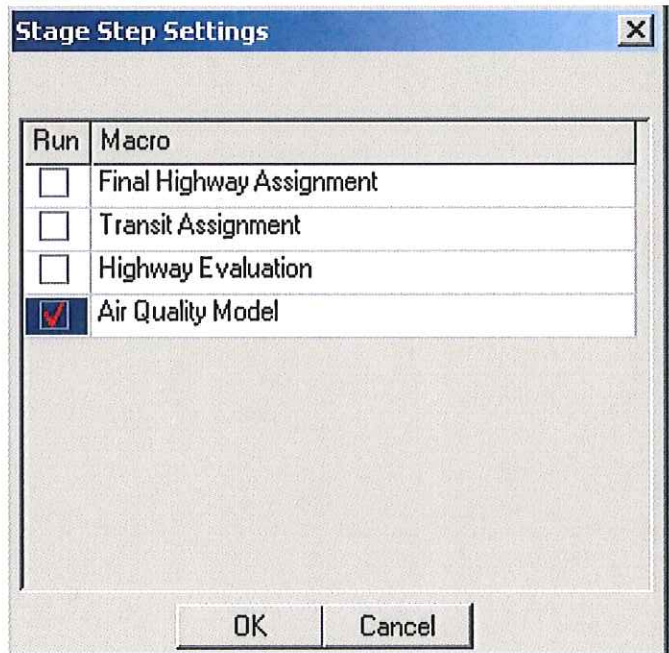 Stage Step Settings
Run Macro
Final Highway Assignment
Transit Assignment
Highway Evaluation
Air Quality Model
OK Cancel